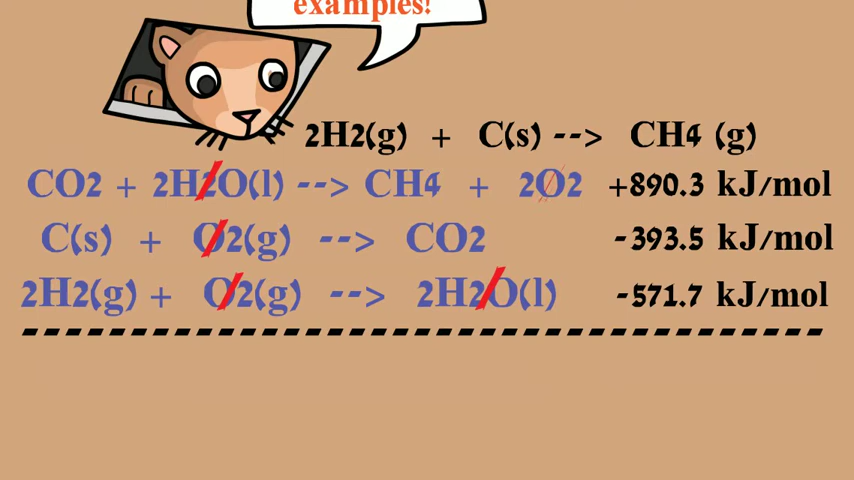 examples!
2H2(g) + C(s) --> CH4 (g)
CO2 + 2H2O(l) --> CH4 + 2O2 +890.3 kJ/mol
C(s) + O2(g) --> CO2 -393.5 kJ/mol
2H2(g) + O2(g) --> 2H2O(l) -571.7 kJ/mol